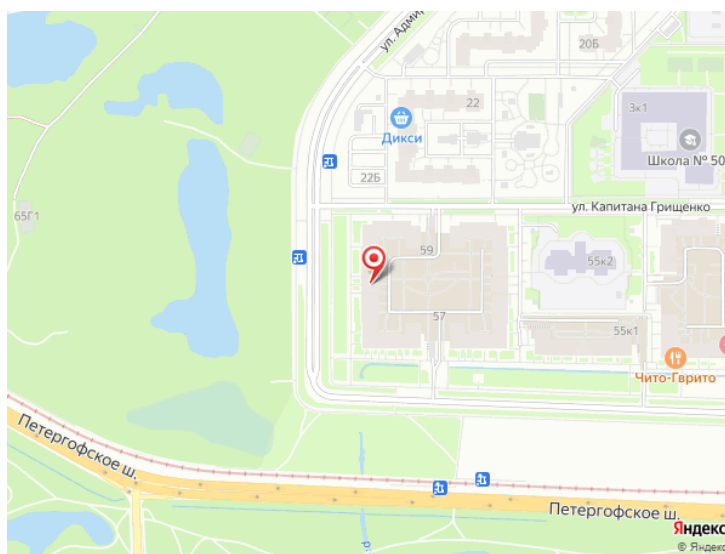 ул. Адмир
20Б
22
3к1
Дикси
Школа № 50
22Б
65Г1
ул. Капитана Грищенко
59
55к2
57
55к1
Чито-Гврито
Петергофское ш.
Петергофское ш.
р.
Яндекс
© Яндекс